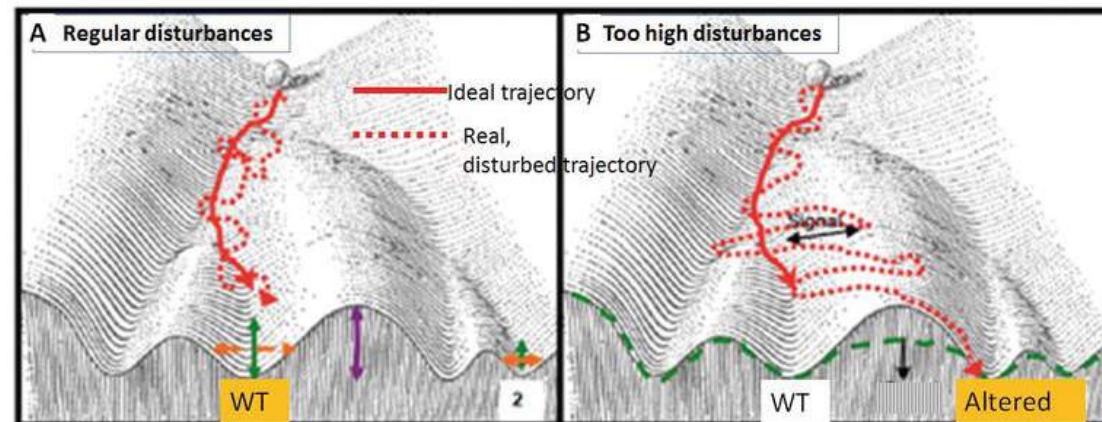 A Regular disturbances
Ideal trajectory
Real,
disturbed trajectory
WT
2
B Too high disturbances
Signal
WT
Altered